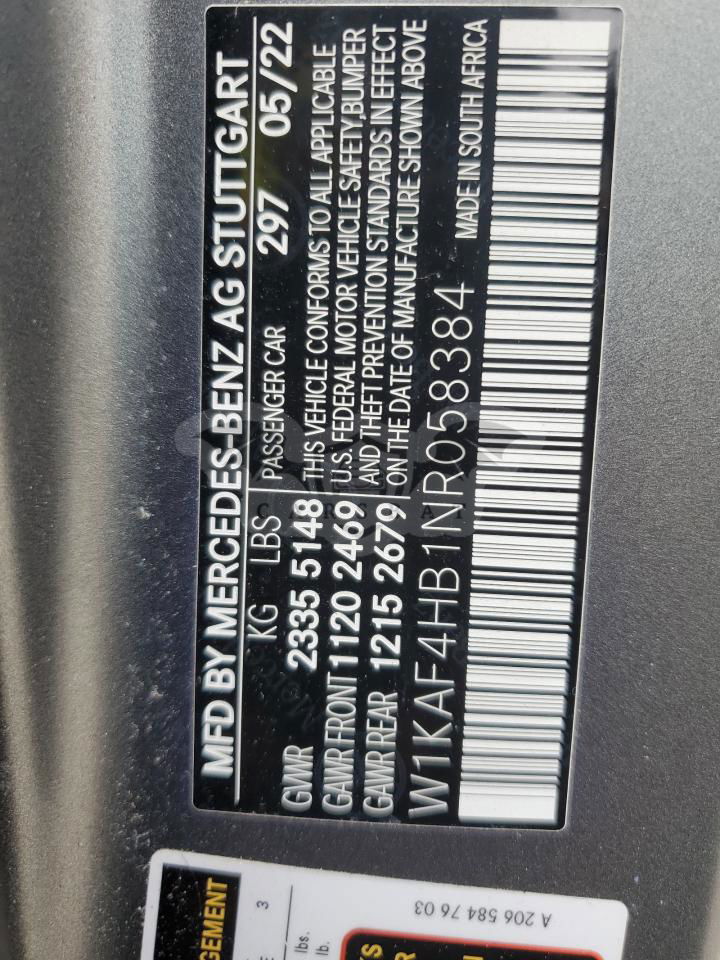 MFD BY MERCEDES-BENZ AG STUTTGART
KG LBS PASSENGER CAR 297 05/22
GVWR 2335 5148 THIS VEHICLE CONFORMS TO ALL APPLICABLE
GAWR FRONT 1120 2469 U.S. FEDERAL MOTOR VEHICLE SAFETY,BUMPER
GAWR REAR 1215 2679 AND THEFT PREVENTION STANDARDS IN EFFECT
ON THE DATE OF MANUFACTURE SHOWN ABOVE
W1KAF4HB1NR058384 MADE IN SOUTH AFRICA
GEMENT
3
lbs.
lb.
A 206 584 76 03